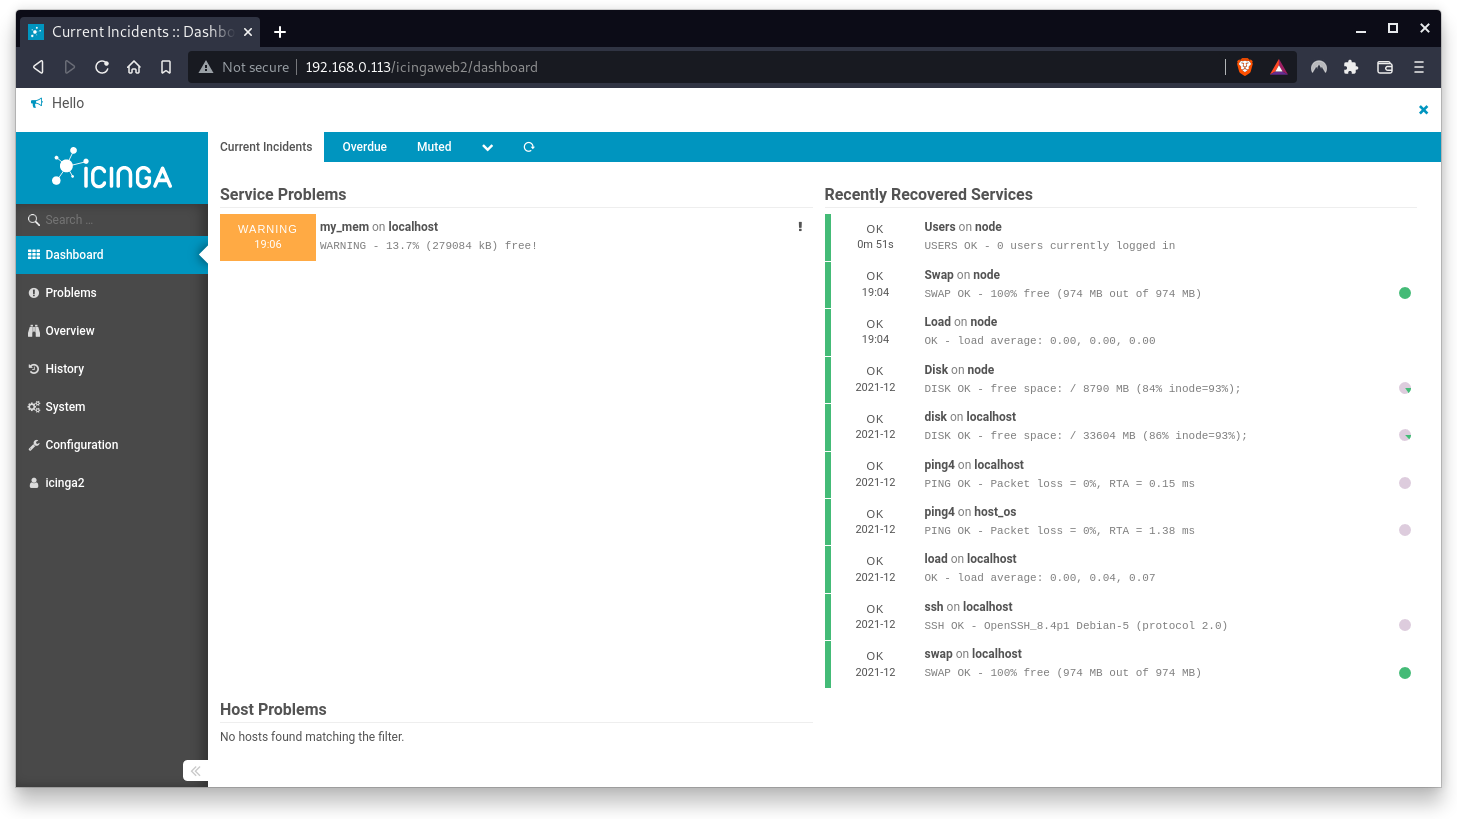 Current Incidents :: Dashbo
Not secure
192.168.0.113/icingaweb2/dashboard
Hello
ICINGA
Search ...
Dashboard
Problems
Overview
History
System
Configuration
icinga2
Current Incidents
Overdue
Muted
Service Problems
WARNING
19:06
my_mem on localhost
WARNING - 13.7% (279084 kB) free!
Host Problems
No hosts found matching the filter.
Recently Recovered Services
OK
0m 51s
Users on node
USERS OK - 0 users currently logged in
OK
19:04
Swap on node
SWAP OK - 100% free (974 MB out of 974 MB)
OK
19:04
Load on node
OK - load average: 0.00, 0.00, 0.00
OK
2021-12
Disk on node
DISK OK - free space: / 8790 MB (84% inode=93%);
OK
2021-12
disk on localhost
DISK OK - free space: / 33604 MB (86% inode=93%);
OK
2021-12
ping4 on localhost
PING OK - Packet loss = 0%, RTA = 0.15 ms
OK
2021-12
ping4 on host_os
PING OK - Packet loss = 0%, RTA = 1.38 ms
OK
2021-12
load on localhost
OK - load average: 0.00, 0.04, 0.07
OK
2021-12
ssh on localhost
SSH OK - OpenSSH_8.4p1 Debian-5 (protocol 2.0)
OK
2021-12
swap on localhost
SWAP OK - 100% free (974 MB out of 974 MB)